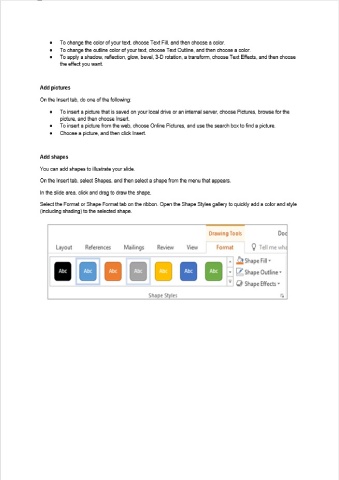 • To change the color of your text, choose Text Fill, and then choose a color.
• To change the outline color of your text, choose Text Outline, and then choose a color.
• To apply a shadow, reflection, glow, bevel, 3-D rotation, a transform, choose Text Effects, and then choose
the effect you want.
Add pictures
On the Insert tab, do one of the following:
• To insert a picture that is saved on your local drive or an internal server, choose Pictures, browse for the
picture, and then choose Insert.
• To insert a picture from the web, choose Online Pictures, and use the search box to find a picture.
• Choose a picture, and then click Insert.
Add shapes
You can add shapes to illustrate your slide.
On the Insert tab, select Shapes, and then select a shape from the menu that appears.
In the slide area, click and drag to draw the shape.
Select the Format or Shape Format tab on the ribbon. Open the Shape Styles gallery to quickly add a color and style
(including shading) to the selected shape.
Drawing Tools Doc
Layout References Mailings Review View Format Tell me wha
Abc Abc Abc Abc Abc Abc Abc
Shape Fill
Shape Outline
Shape Effects
Shape Styles